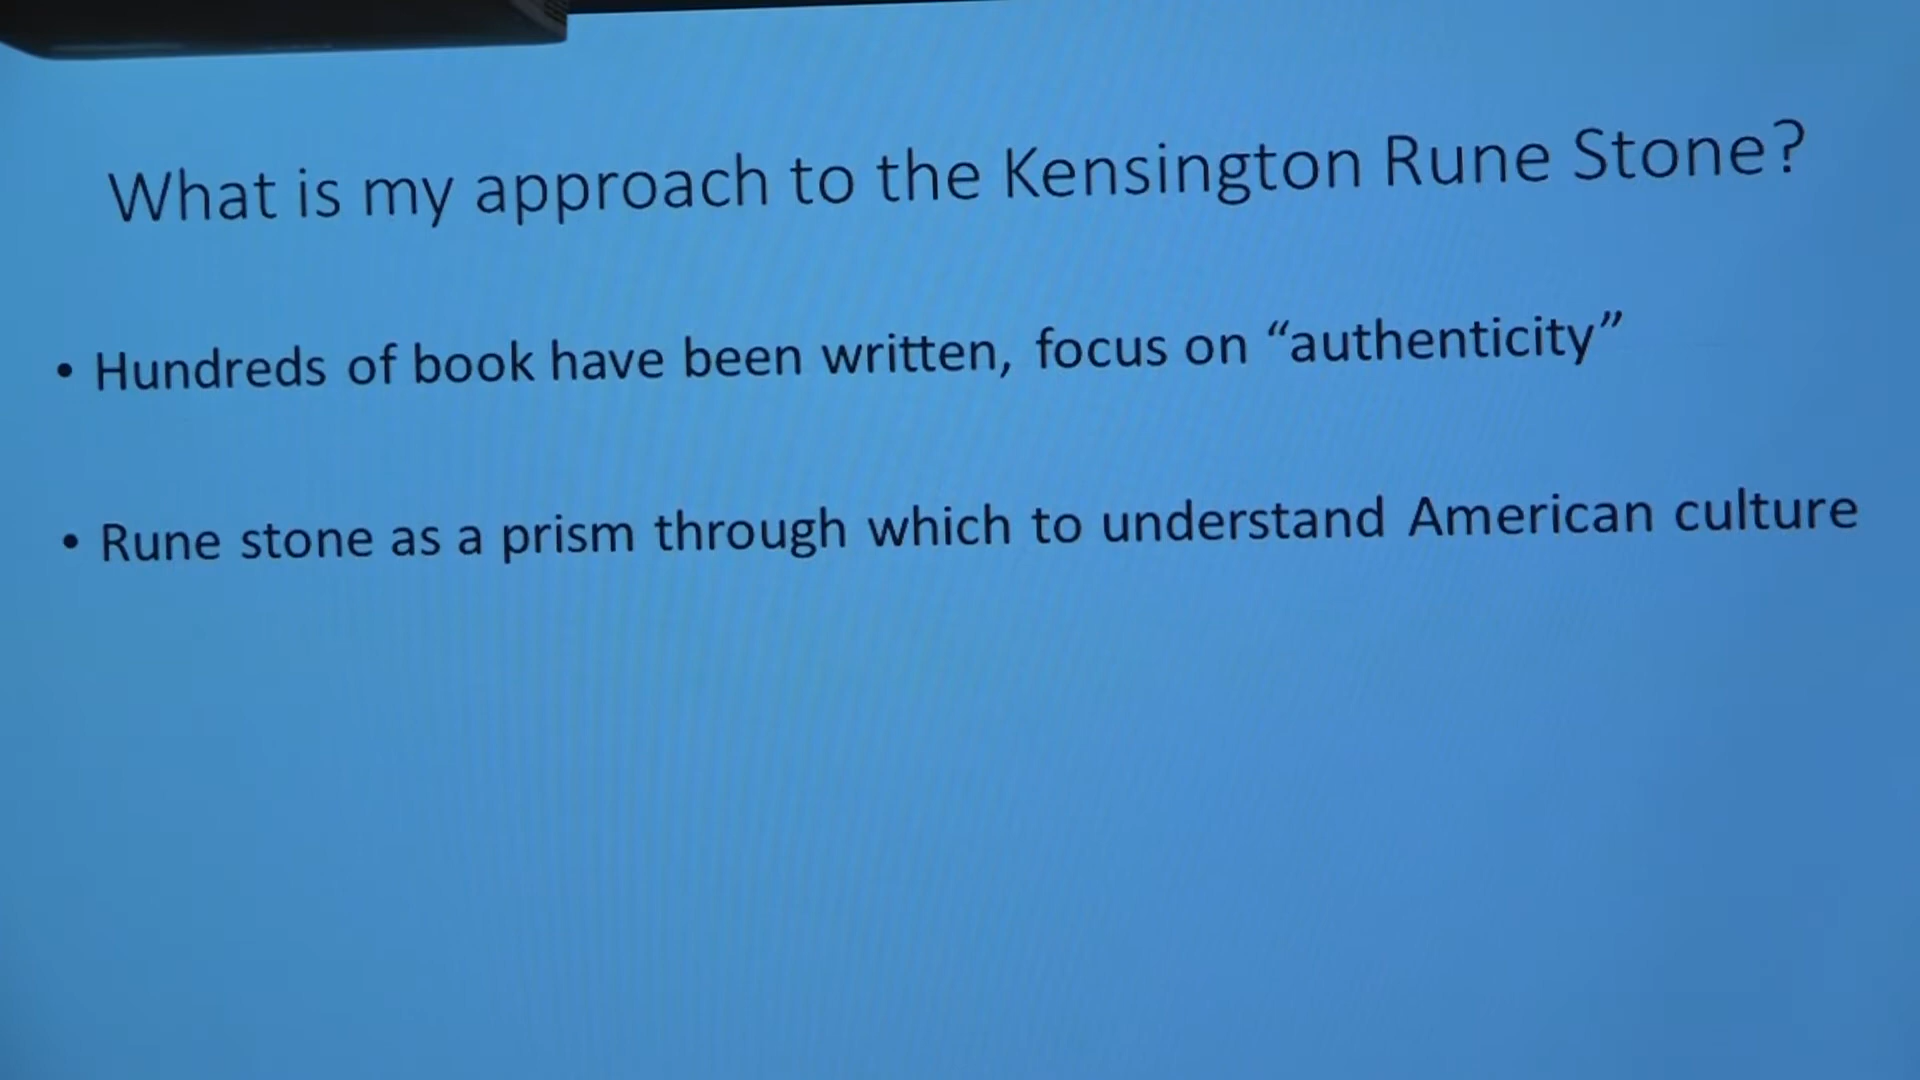 What is my approach to the Kensington Rune Stone?
• Hundreds of book have been written, focus on “authenticity”
• Rune stone as a prism through which to understand American culture